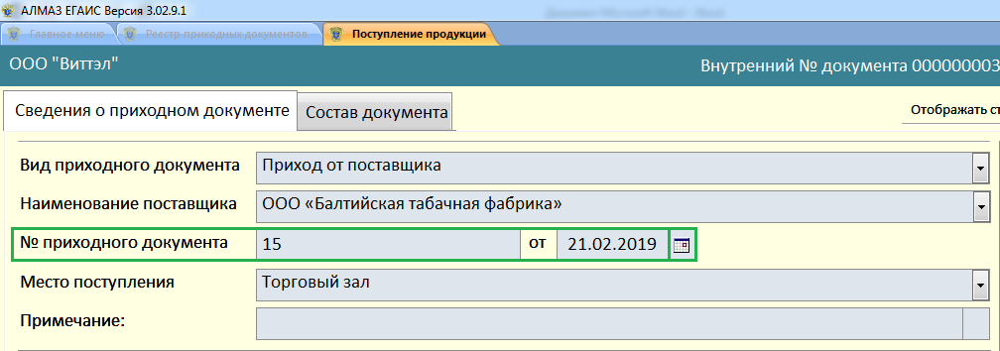 АЛМАЗ ЕГАИС Версия 3.02.9.1
Главное меню Реестр приходных документов Поступление продукции
ООО "Виттэл" Внутренний № документа 000000003
Сведения о приходном документе Состав документа Отображать ст
Вид приходного документа Приход от поставщика
Наименование поставщика ООО «Балтийская табачная фабрика»
№ приходного документа 15 от 21.02.2019
Место поступления Торговый зал
Примечание: